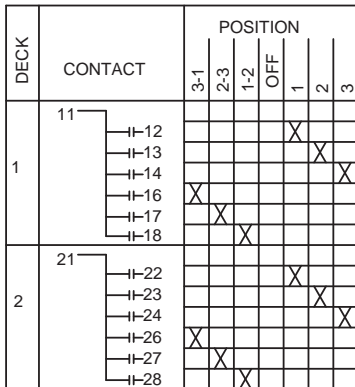 DECK CONTACT POSITION
3-1 2-3 1-2 OFF 1 2 3
1 11
12 X
13 X
14 X
16 X
17 X
18 X
2 21
22 X
23 X
24 X
26 X
27 X
28 X